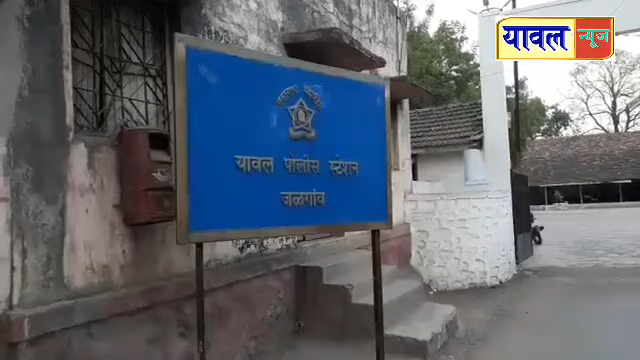 यावल न्यूज
यावल पोलीस स्टेशन
जळगांव